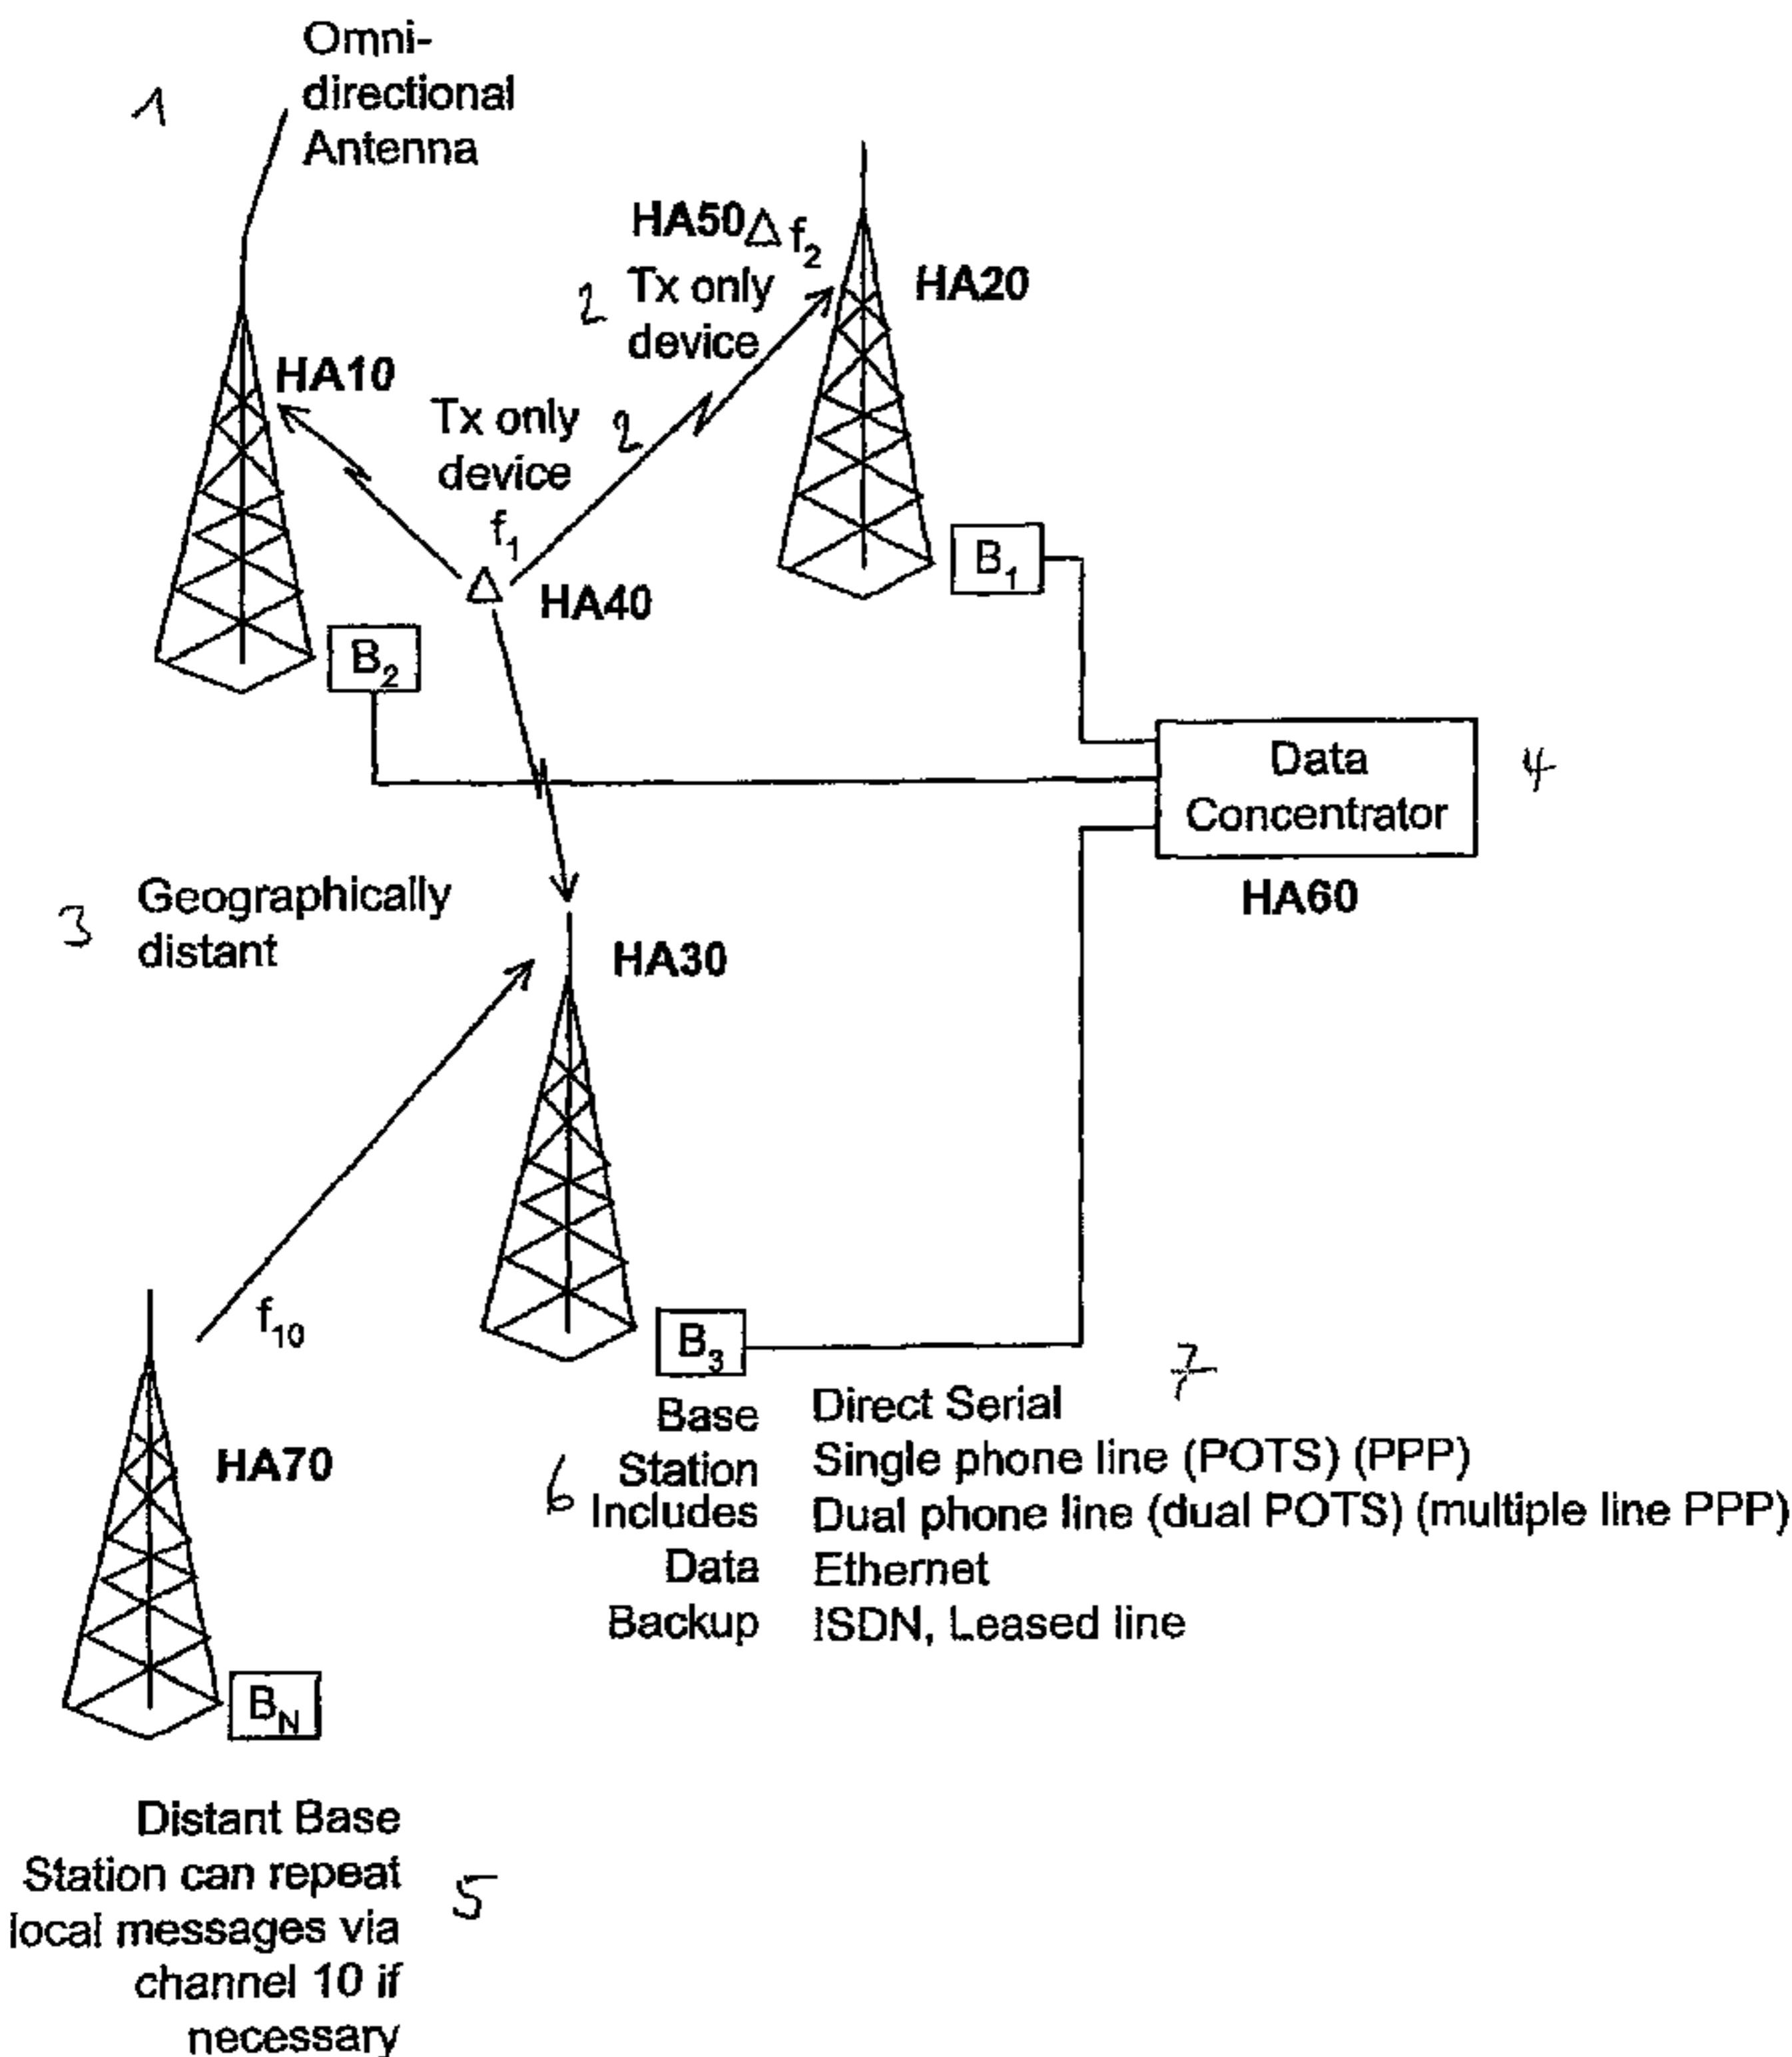 1
Omni-
directional
Antenna
HA50 f₂
2 Tx only
device
HA20
HA10
Tx only 2
device
f₁
HA40
B₁
B₂
Data
Concentrator
4
HA60
3 Geographically
distant
HA30
f₁₀
B₃
7
HA70
6
Base
Station
Includes
Data
Backup
Direct Serial
Single phone line (POTS) (PPP)
Dual phone line (dual POTS) (multiple line PPP)
Ethernet
ISDN, Leased line
B_N
Distant Base
Station can repeat
local messages via
channel 10 if
necessary
5